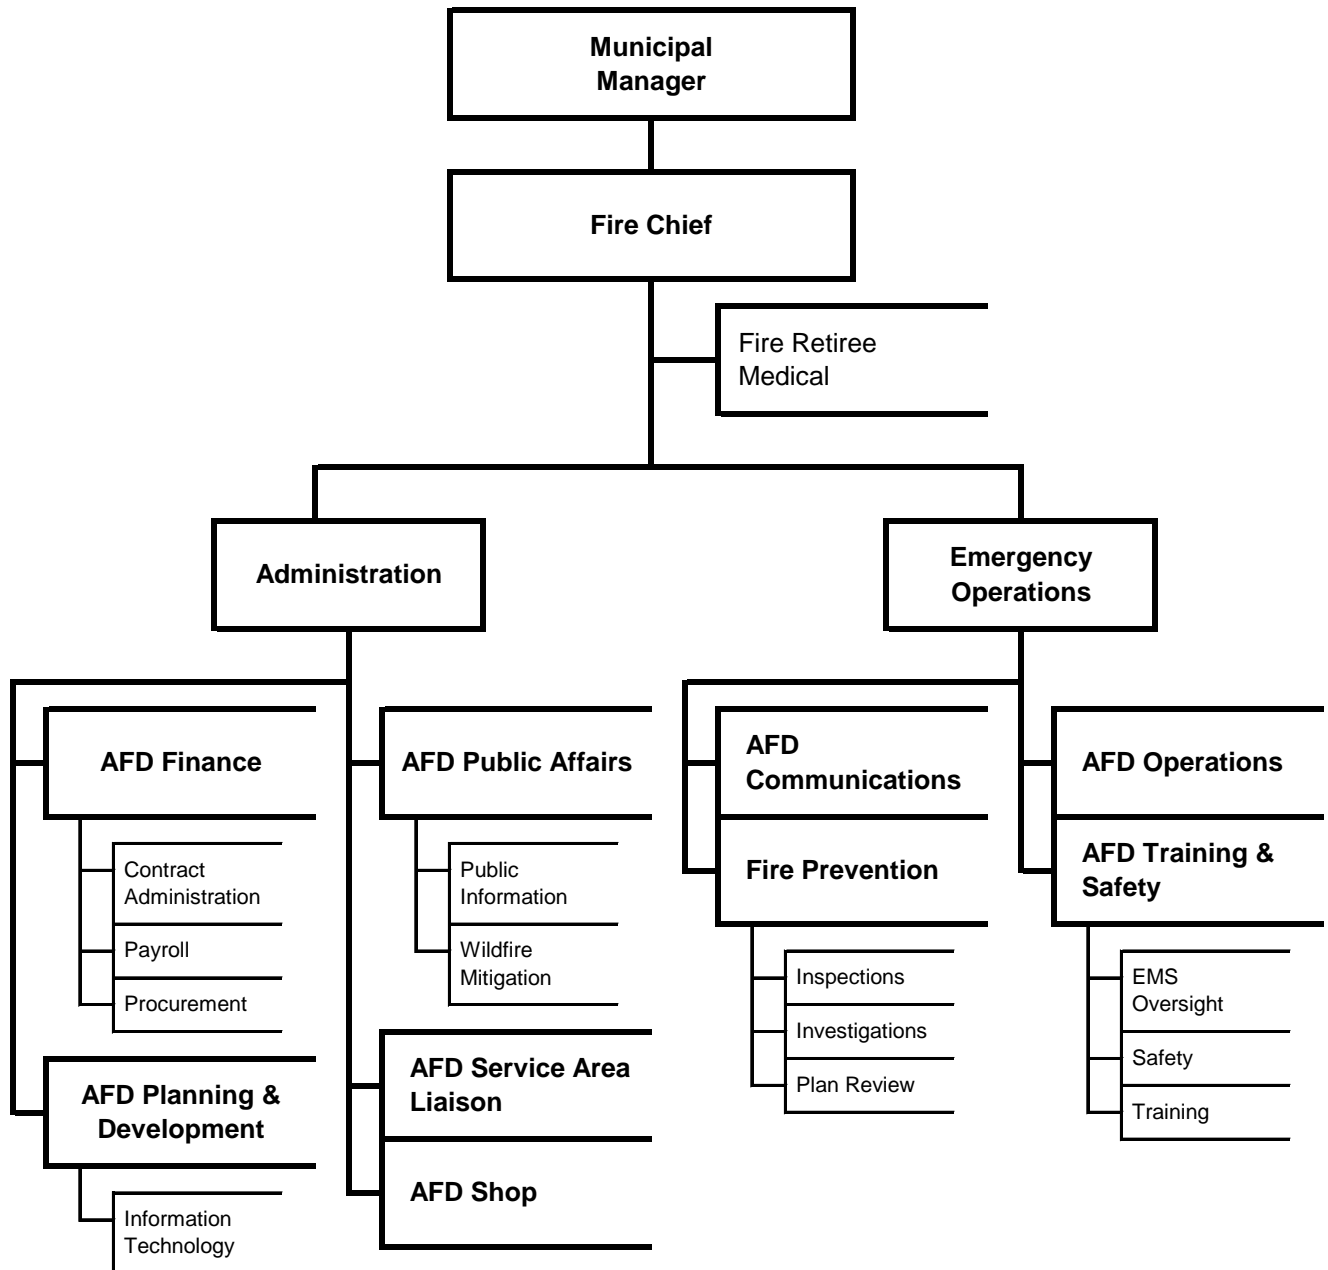 Municipal
Manager
Fire Chief
Fire Retiree
Medical
Administration
Emergency
Operations
AFD Finance
Contract
Administration
Payroll
Procurement
AFD Planning &
Development
Information
Technology
AFD Public Affairs
Public
Information
Wildfire
Mitigation
AFD Service Area
Liaison
AFD Shop
AFD
Communications
Fire Prevention
Inspections
Investigations
Plan Review
AFD Operations
AFD Training &
Safety
EMS
Oversight
Safety
Training